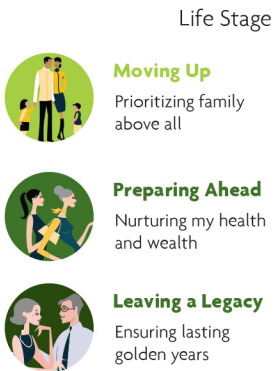 Life Stage
Moving Up
Prioritizing family
above all
Preparing Ahead
Nurturing my health
and wealth
Leaving a Legacy
Ensuring lasting
golden years